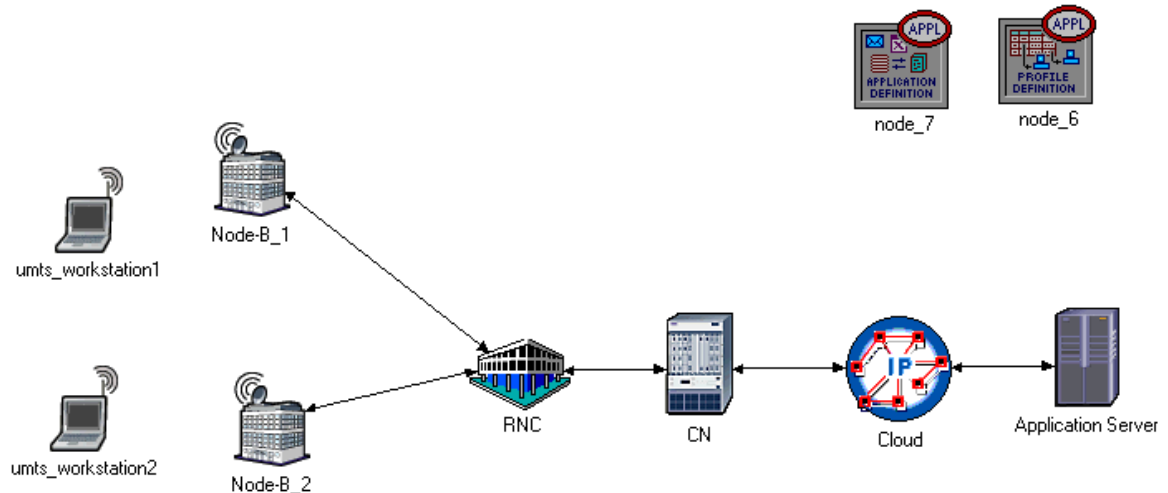 APPL
APPLICATION
DEFINITION
node_7
APPL
PROFILE
DEFINITION
node_6
Node-B_1
umts_workstation1
RNC
CN
IP
Cloud
Application Server
umts_workstation2
Node-B_2